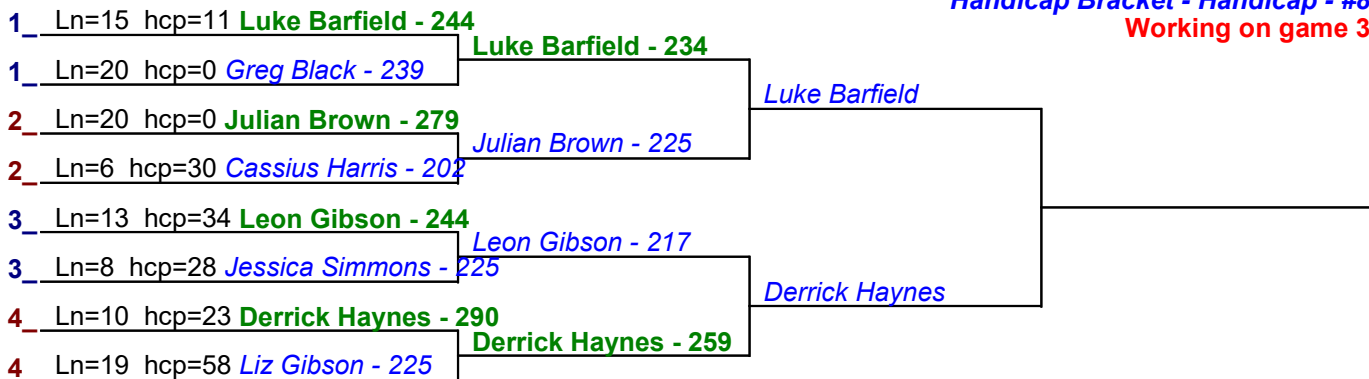 Handicap Bracket - Handicap - #8
Working on game 3
1_ Ln=15 hcp=11 Luke Barfield - 244
Luke Barfield - 234
1_ Ln=20 hcp=0 Greg Black - 239
Luke Barfield
2_ Ln=20 hcp=0 Julian Brown - 279
Julian Brown - 225
2_ Ln=6 hcp=30 Cassius Harris - 202
3_ Ln=13 hcp=34 Leon Gibson - 244
Leon Gibson - 217
3_ Ln=8 hcp=28 Jessica Simmons - 225
Derrick Haynes
4_ Ln=10 hcp=23 Derrick Haynes - 290
Derrick Haynes - 259
4 Ln=19 hcp=58 Liz Gibson - 225